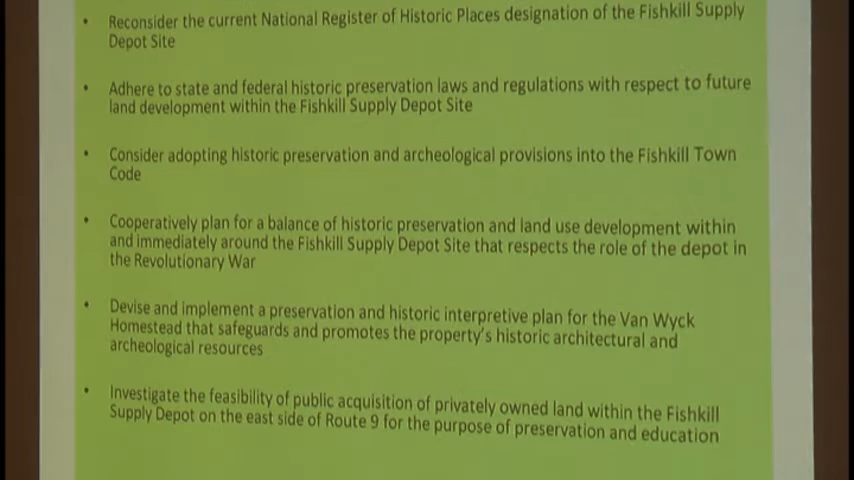 • Reconsider the current National Register of Historic Places designation of the Fishkill Supply
Depot Site
• Adhere to state and federal historic preservation laws and regulations with respect to future
land development within the Fishkill Supply Depot Site
• Consider adopting historic preservation and archeological provisions into the Fishkill Town
Code
• Cooperatively plan for a balance of historic preservation and land use development within
and immediately around the Fishkill Supply Depot Site that respects the role of the depot in
the Revolutionary War
• Devise and implement a preservation and historic interpretive plan for the Van Wyck
Homestead that safeguards and promotes the property's historic architectural and
archeological resources
• Investigate the feasibility of public acquisition of privately owned land within the Fishkill
Supply Depot on the east side of Route 9 for the purpose of preservation and education